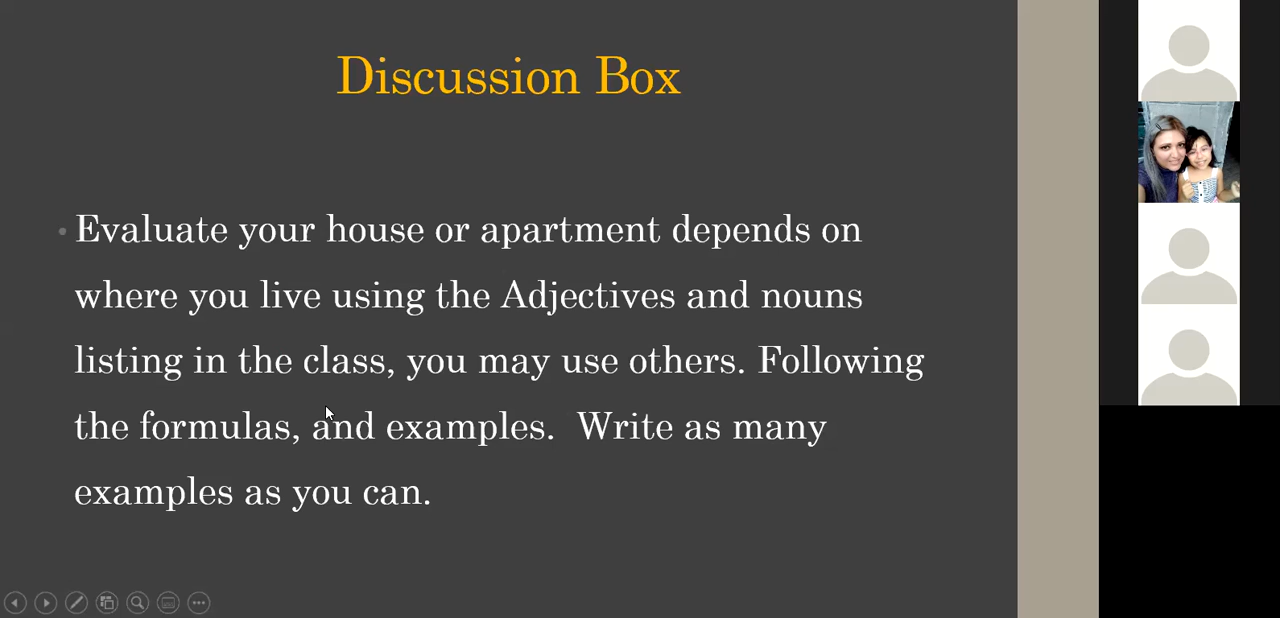 Discussion Box
Evaluate your house or apartment depends on
where you live using the Adjectives and nouns
listing in the class, you may use others. Following
the formulas, and examples.  Write as many
examples as you can.